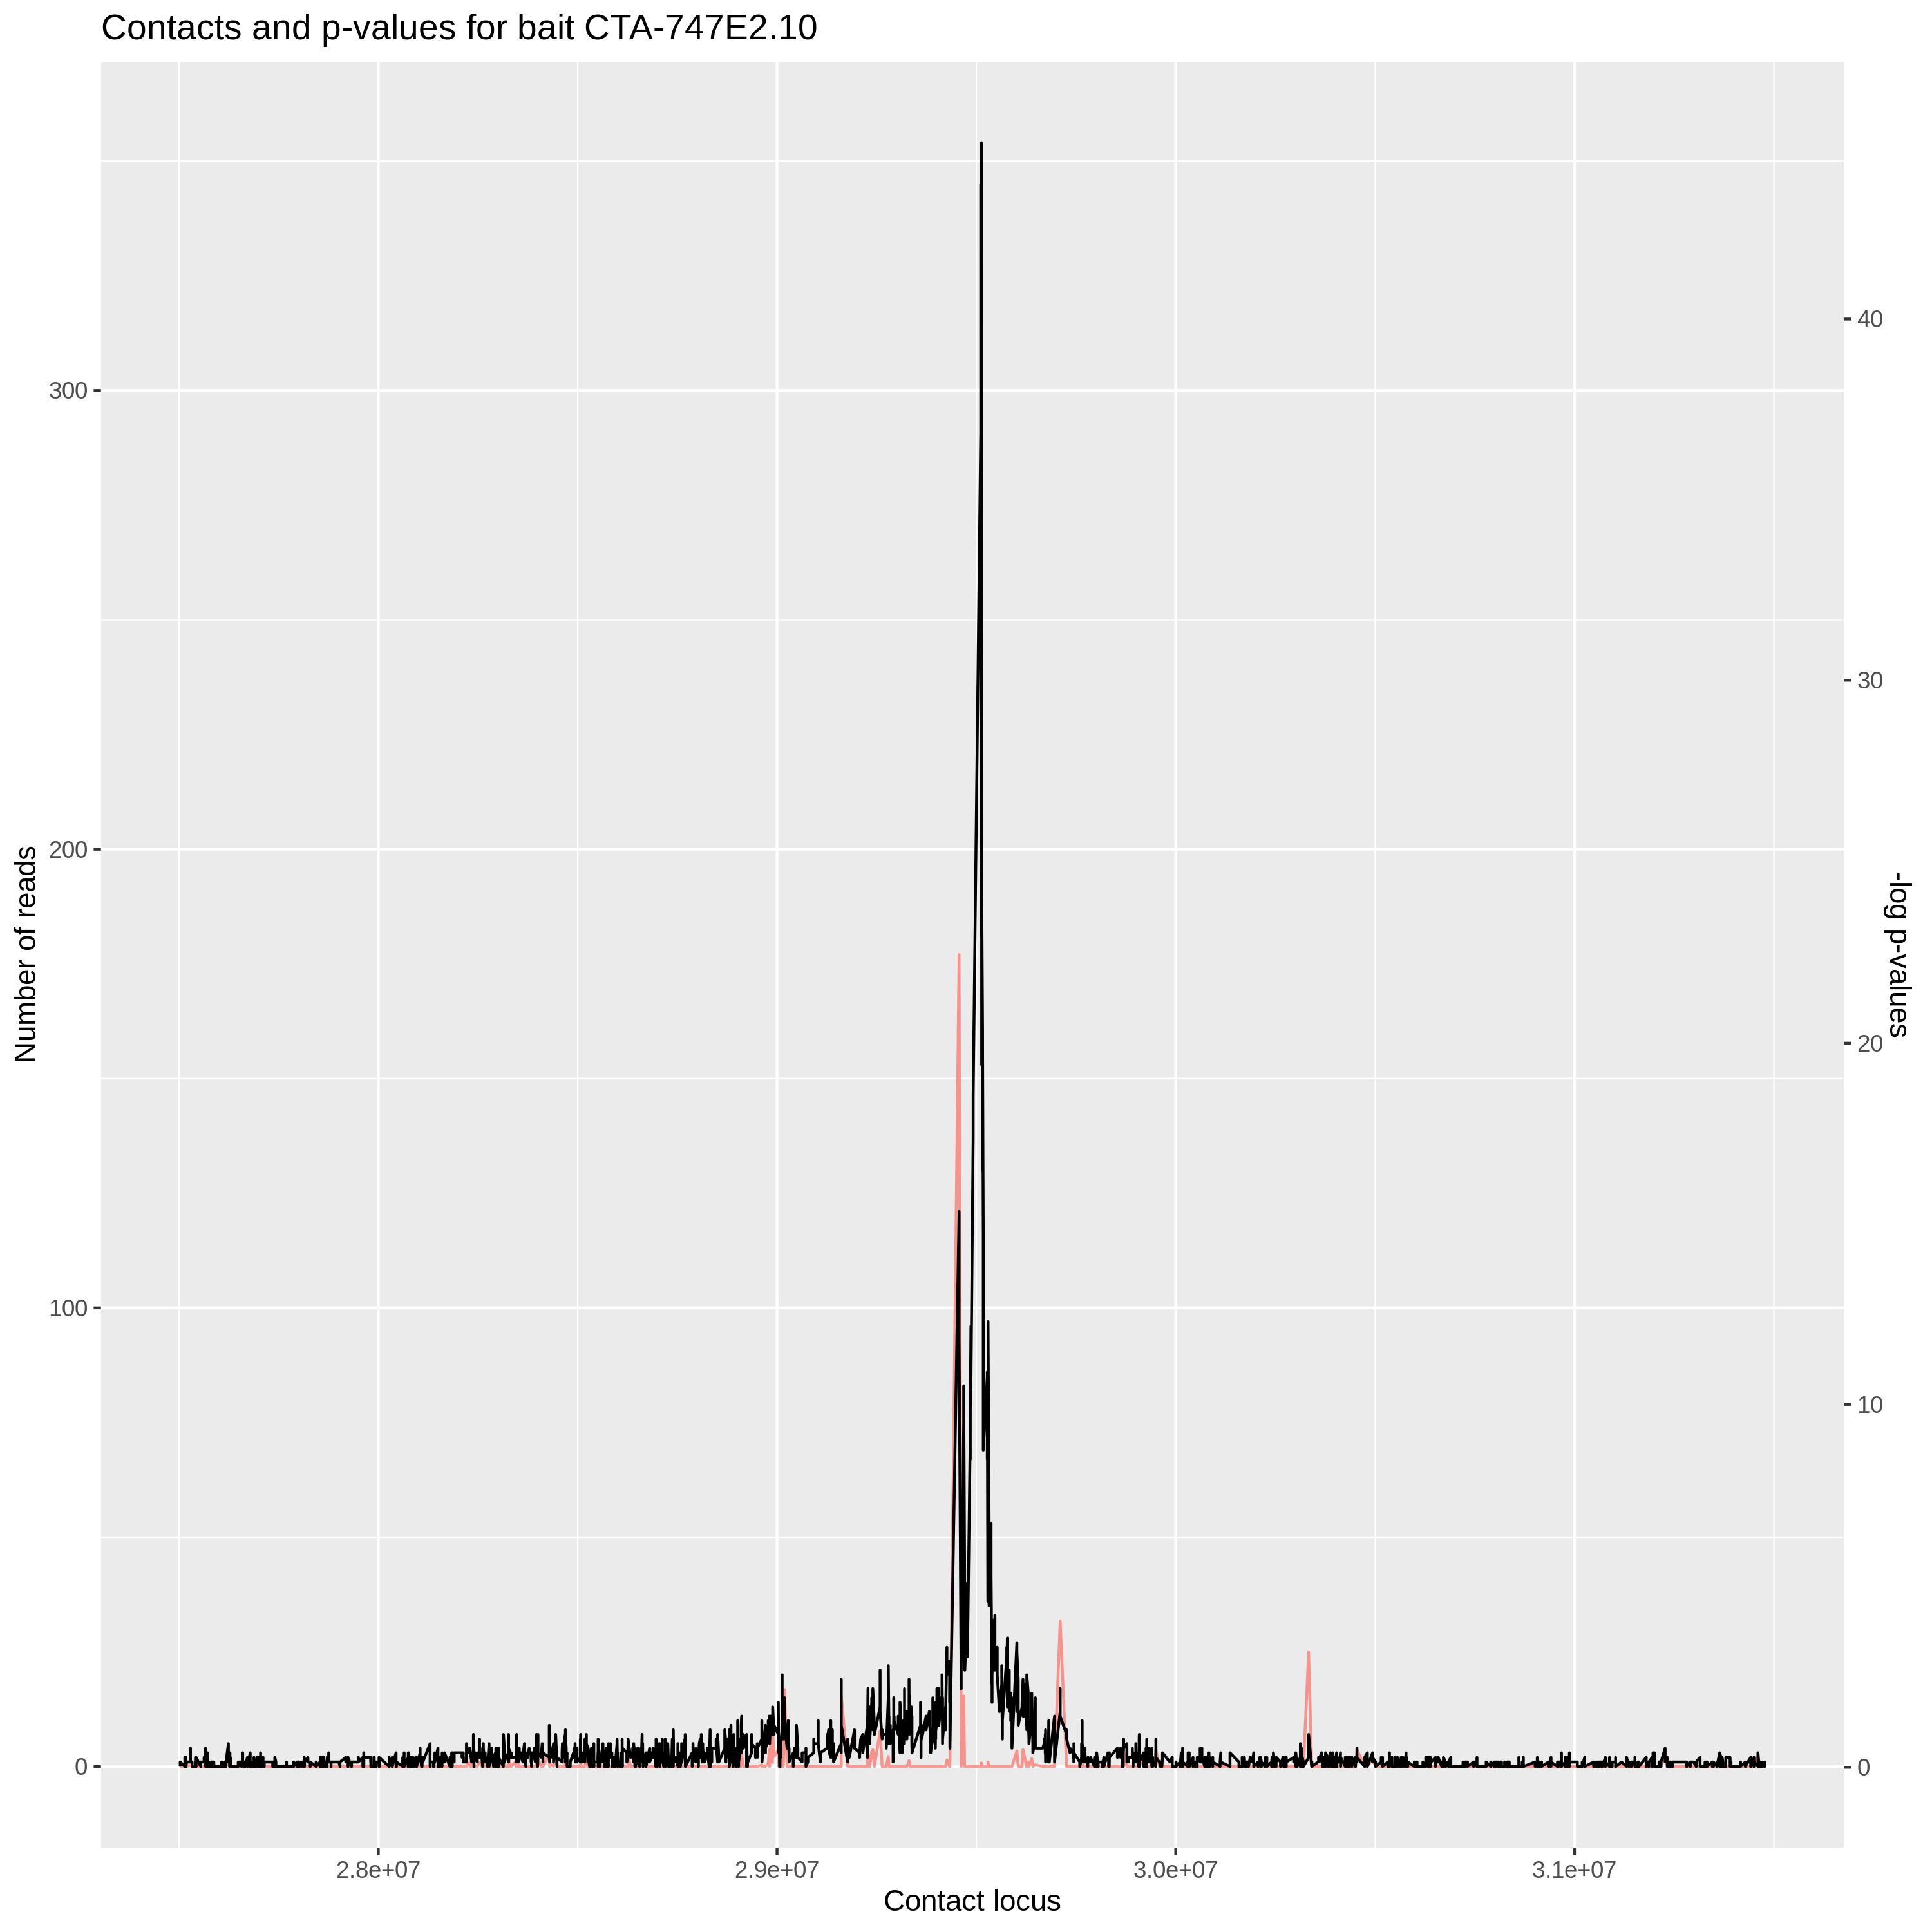 Contacts and p-values for bait CTA-747E2.10
Number of reads
300
200
100
0
40
30
20
10
0
-log p-values
2.8e+07 2.9e+07 3.0e+07 3.1e+07
Contact locus